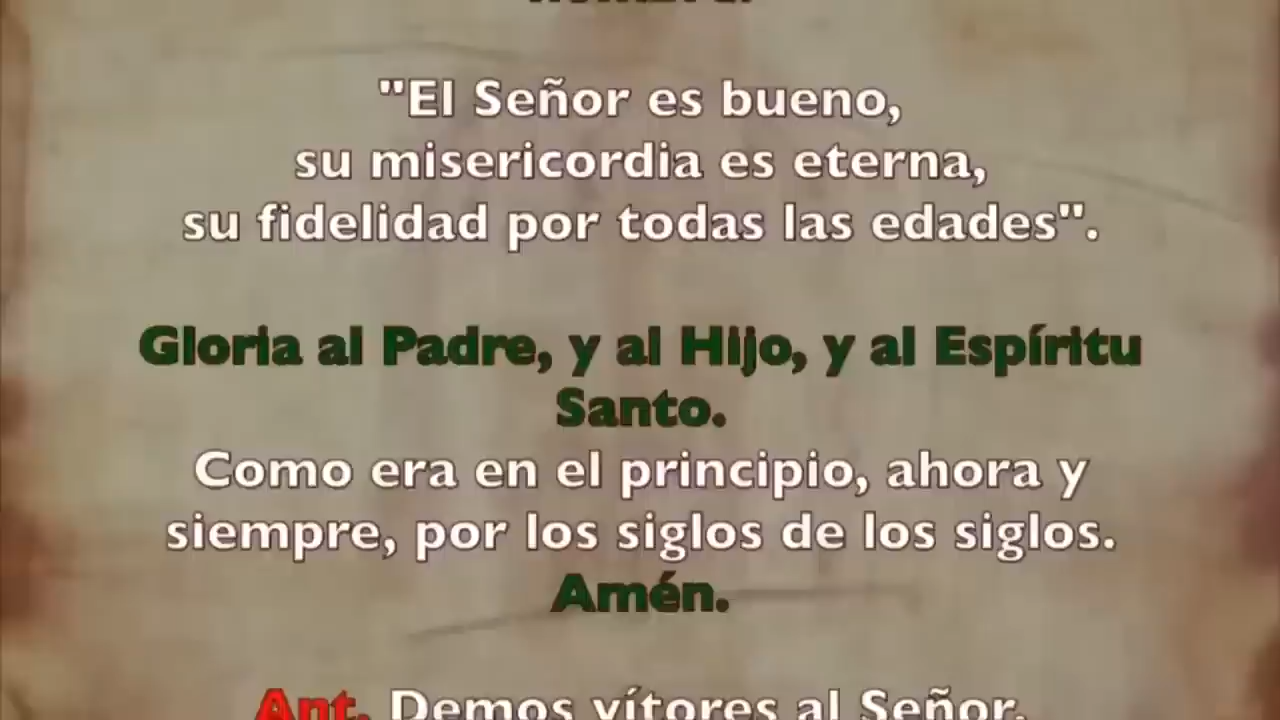 "El Señor es bueno,
su misericordia es eterna,
su fidelidad por todas las edades".
Gloria al Padre, y al Hijo, y al Espíritu
Santo.
Como era en el principio, ahora y
siempre, por los siglos de los siglos.
Amén.
Ant. Demos vítores al Señor,